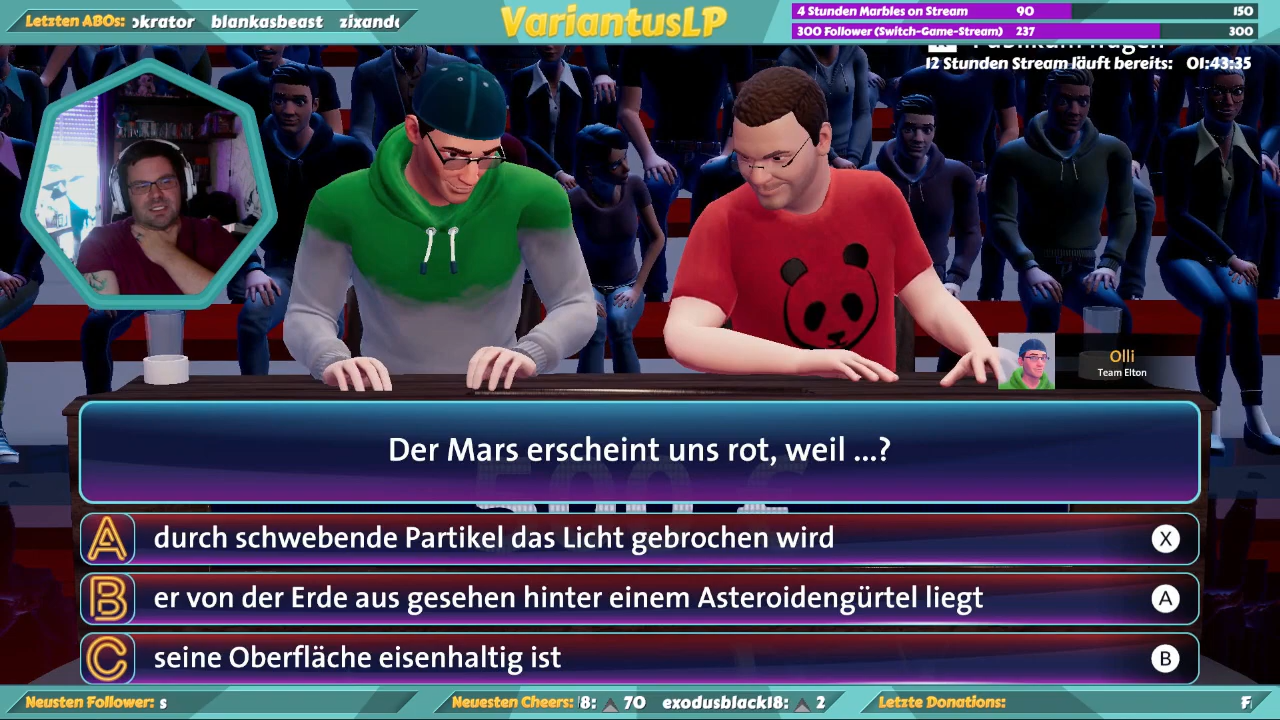 Letzten ABOs: okrator blankasbeast
VariantusLP
4 Stunden Marbles on Stream 90 150
300 Follower (Switch-Game-Stream) 237 300
12 Stunden Stream läuft bereits: 01:43:35
Olli
Team Elton
Der Mars erscheint uns rot, weil ...?
A durch schwebende Partikel das Licht gebrochen wird X
B er von der Erde aus gesehen hinter einem Asteroidengürtel liegt A
C seine Oberfläche eisenhaltig ist B
Neusten Follower: s
Neuesten Cheers: 8: 70 exodusblack18: 2
Letzte Donations: F